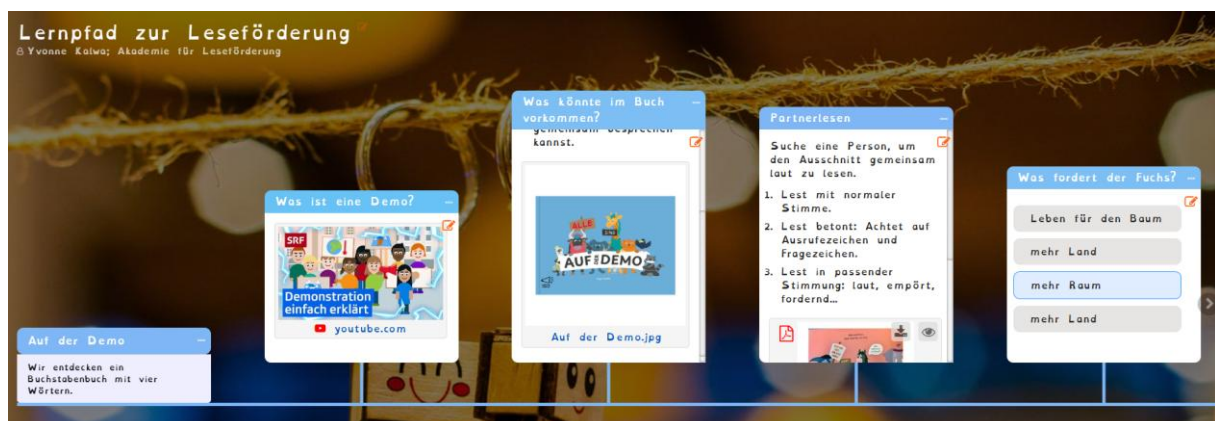 Lernpfad zur Leseförderung
Yvonne Kalwa; Akademie für Leseförderung
Auf der Demo
Wir entdecken ein
Buchstabenbuch mit vier
Wörtern.
Was ist eine Demo?
SRF
Demonstration
einfach erklärt
youtube.com
Was könnte im Buch
vorkommen?
gemeinsam besprechen
kannst.
ALLE
AUF DEMO
Auf der Demo.jpg
Partnerlesen
Suche eine Person, um
den Ausschnitt gemeinsam
laut zu lesen.
1. Lest mit normaler
Stimme.
2. Lest betont: Achtet auf
Ausrufezeichen und
Fragezeichen.
3. Lest in passender
Stimmung: laut, empört,
fordernd...
Was fordert der Fuchs?
Leben für den Baum
mehr Land
mehr Raum
mehr Land